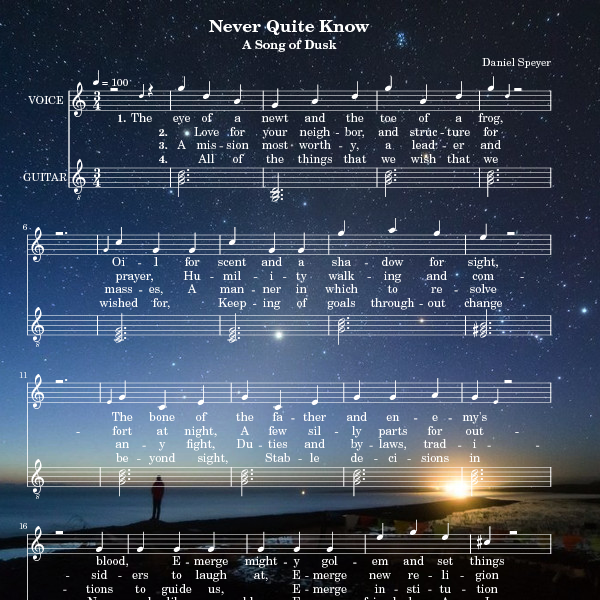 Never Quite Know
A Song of Dusk
Daniel Speyer
♩ = 100
VOICE
1. The eye of a newt and the toe of a frog,
2. Love for your neigh - bor, and struc - ture for
3. A mis - sion most worth - y, a lead - er and
4. All of the things that we wish that we
GUITAR
6
Oi - l for scent and a sha - dow for sight,
prayer, Hu - mil - i - ty walk - ing and com -
mass - es, A man - ner in which to re - solve
wished for, Keep - ing of goals through - out change
11
The bone of the fa - ther and en - e - my's
- fort at night, A few sil - ly parts for out -
an - y fight, Du - ties and by - laws, trad - i -
be - yond sight, Stab - le de - ci - sions in
16
blood, E - merge might - y gol - em and set things
- sid - ers to laugh at, E - merge new re - li - gion
- tions to guide us, E - merge in - sti - tu - tion